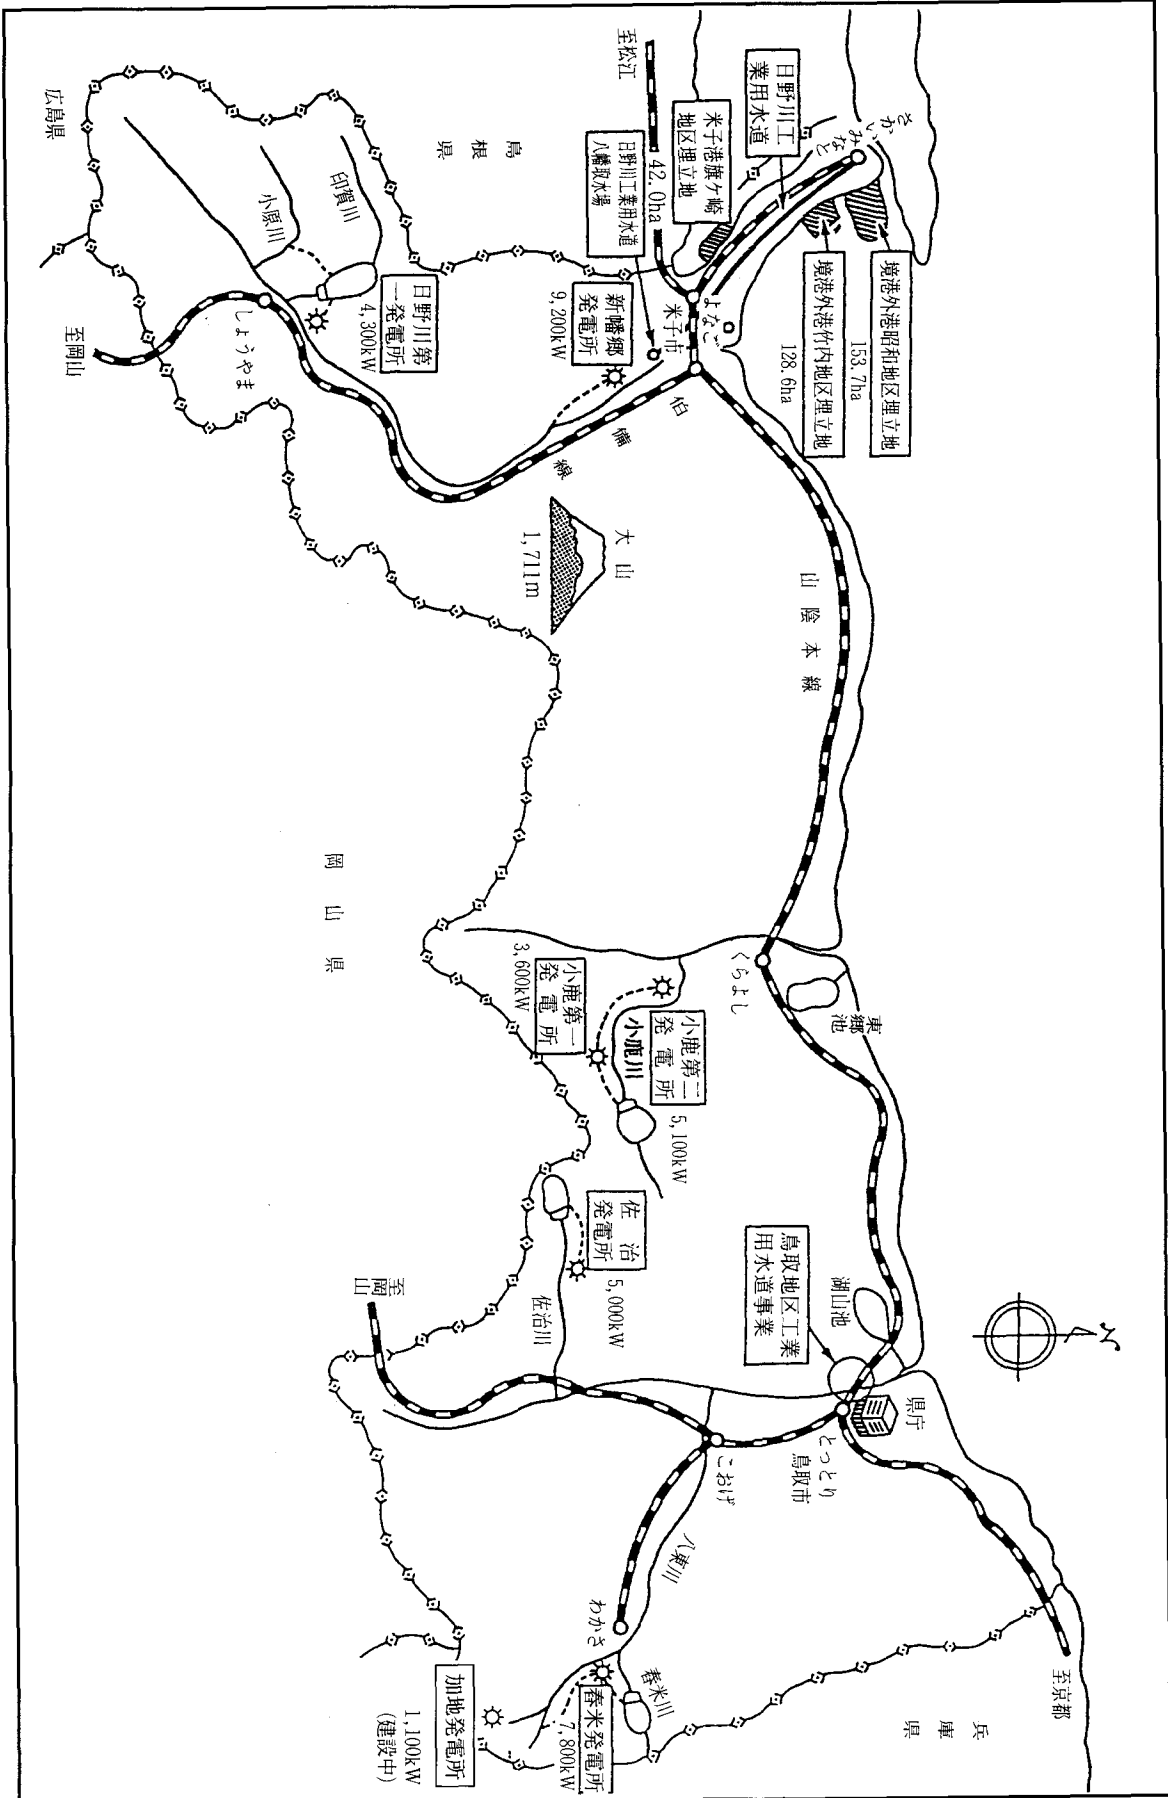 さかいみなと
日野川工
業用水道
境港外港昭和地区埋立地
153.7ha
境港外港竹内地区埋立地
128.6ha
米子港旗ケ崎
地区埋立地
42.0ha
至松江
日野川工業用水道
八幡取水場
よなご
米子市
新幡郷
発電所
9,200kW
島根県
印賀川
小原川
日野川第
一発電所
4,300kW
広島県
至岡山
しょうやま
伯備線
大山
1,711m
山陰本線
岡山県
くらよし
東郷池
小鹿第一
発電所
3,600kW
小鹿川
小鹿第二
発電所
5,100kW
佐治
発電所
5,000kW
佐治川
至岡山
湖山池
鳥取地区工業
用水道事業
県庁
とっとり
鳥取市
こおげ
八東川
わかさ
春米川
春米発電所
7,800kW
加地発電所
1,100kW
(建設中)
兵庫県
至京都
N